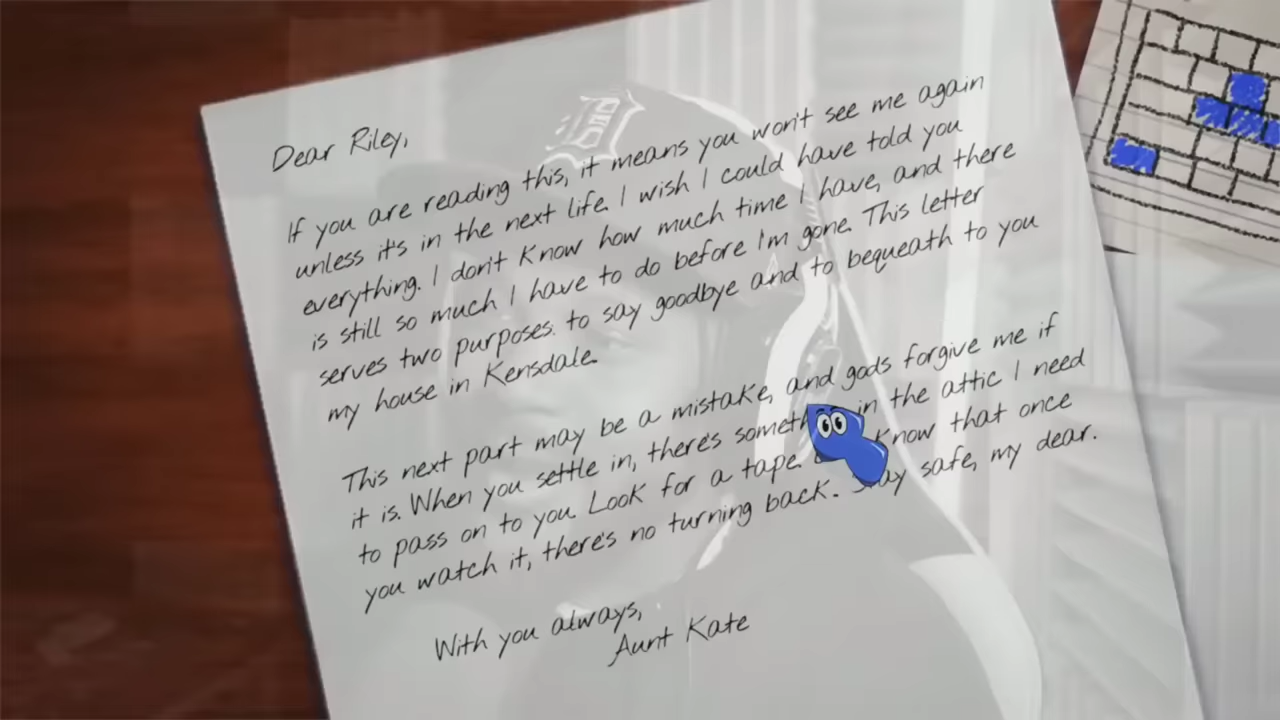 Dear Riley,
If you are reading this, it means you won't see me again
unless it's in the next life. I wish I could have told you
everything. I don't know how much time I have, and there
is still so much I have to do before I'm gone. This letter
serves two purposes. to say goodbye and to bequeath to you
my house in Kensdale.
This next part may be a mistake, and gods forgive me if
it is. When you settle in, there's in the attic I need
to pass on to you. Look for a tape. know that once
you watch it, there's no turning back. Stay safe, my dear.
With you always,
Aunt Kate